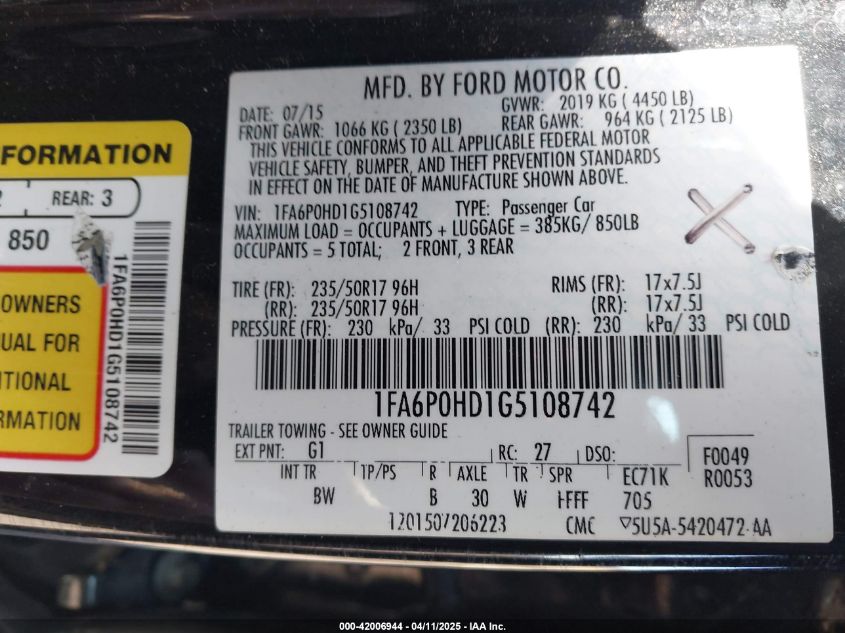 MFD. BY FORD MOTOR CO.
DATE: 07/15 GVWR: 2019 KG ( 4450 LB)
FRONT GAWR: 1066 KG ( 2350 LB) REAR GAWR: 964 KG ( 2125 LB)
THIS VEHICLE CONFORMS TO ALL APPLICABLE FEDERAL MOTOR
VEHICLE SAFETY, BUMPER, AND THEFT PREVENTION STANDARDS
IN EFFECT ON THE DATE OF MANUFACTURE SHOWN ABOVE.
VIN: 1FA6P0HD1G5108742 TYPE: Passenger Car
MAXIMUM LOAD = OCCUPANTS + LUGGAGE = 385KG/ 850LB
OCCUPANTS = 5 TOTAL; 2 FRONT, 3 REAR
TIRE (FR): 235/50R17 96H RIMS (FR): 17x7.5J
(RR): 235/50R17 96H (RR): 17x7.5J
PRESSURE (FR): 230 kPa/ 33 PSI COLD (RR): 230 kPa/ 33 PSI COLD
1FA6P0HD1G5108742
TRAILER TOWING - SEE OWNER GUIDE
EXT PNT: G1 RC: 27 DSO: F0049
R0053
INT TR TP/PS R AXLE TR SPR EC71K
BW B 30 W FFFF 705
1201507206223 CMC 5U5A-5420472-AA
FORMATION
REAR: 3
850
OWNERS
UAL FOR
ITIONAL
RMATION
1FA6P0HD1G5108742
000-42006944 - 04/11/2025 - IAA Inc.